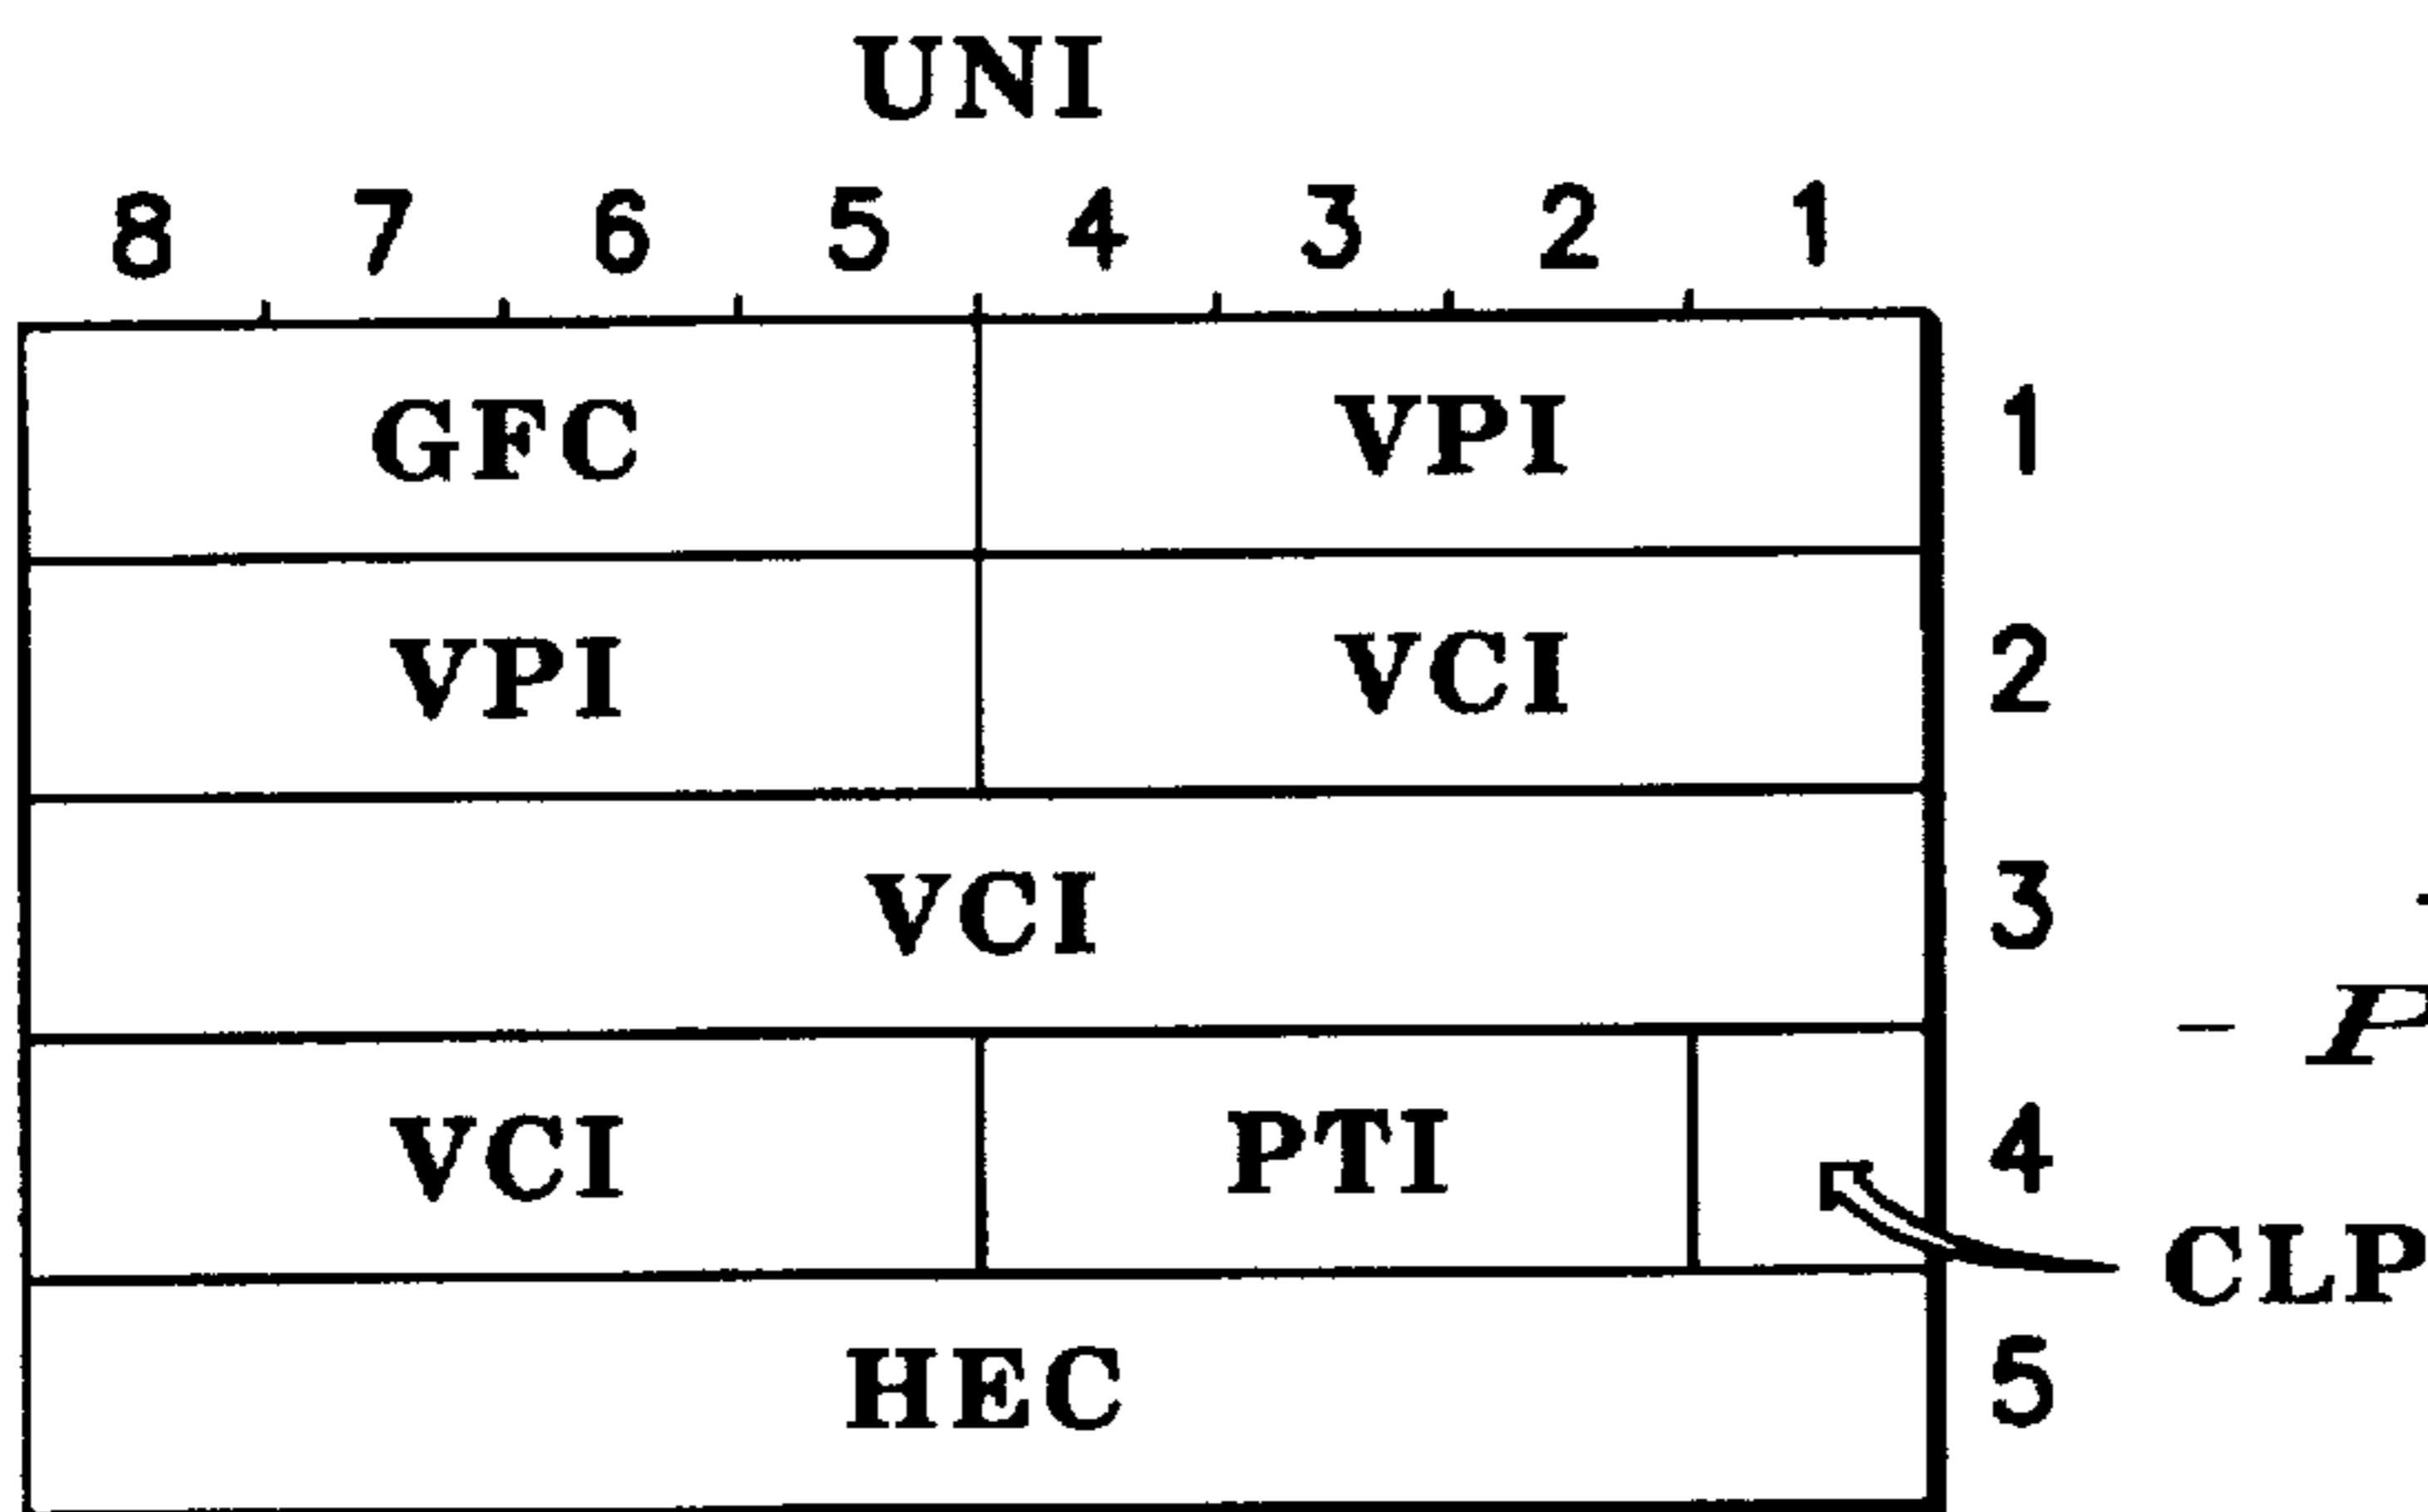 UNI
8 7 6 5 4 3 2 1
GFC VPI 1
VPI VCI 2
VCI 3
- P
VCI PTI 4
CLP
HEC 5